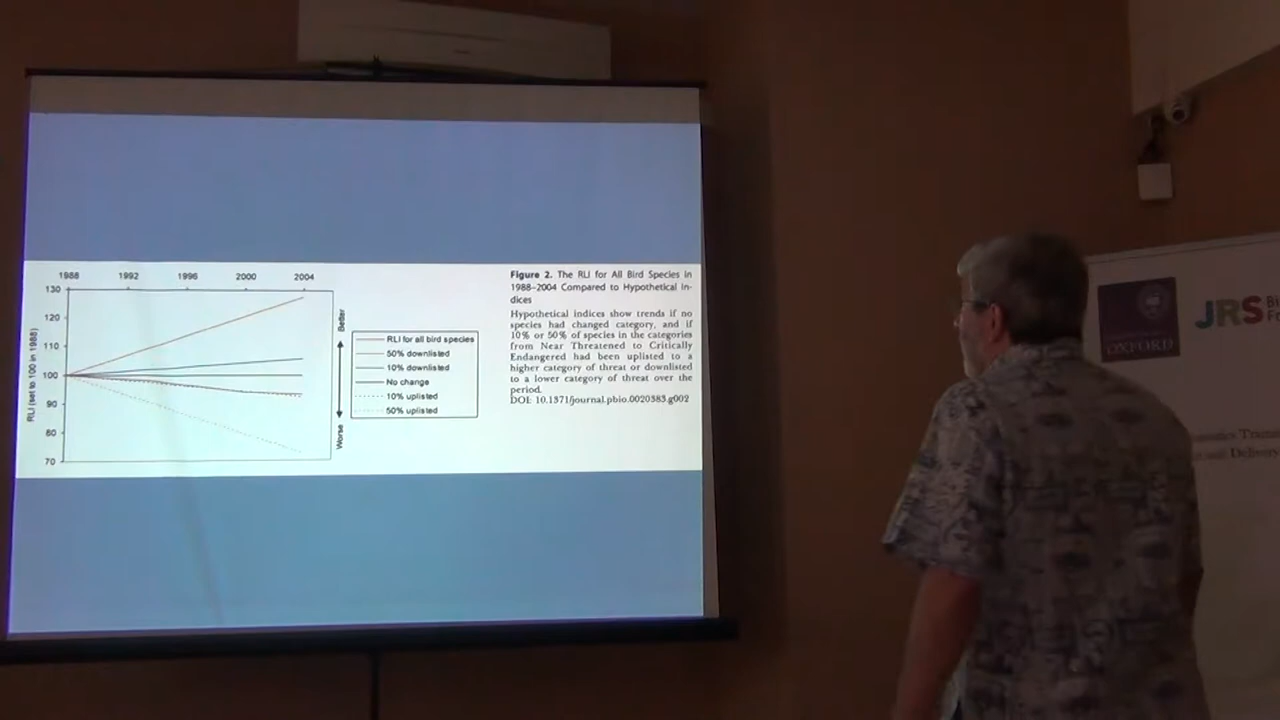 1988 1992 1996 2000 2004
130
120
110
100
90
80
70
RLI (set to 100 in 1988)
Better
Worse
RLI for all bird species
50% downlisted
10% downlisted
No change
10% uplisted
50% uplisted
Figure 2. The RLI for All Bird Species in
1988–2004 Compared to Hypothetical In-
dices
Hypothetical indices show trends if no
species had changed category, and if
10% or 50% of species in the categories
from Near Threatened to Critically
Endangered had been uplisted to a
higher category of threat or downlisted
to a lower category of threat over the
period.
DOI: 10.1371/journal.pbio.0020383.g002
OXFORD
JRS